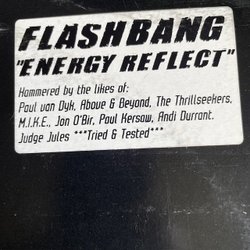 FLASHBANG
"ENERGY REFLECT"
Hammered by the likes of:
Paul van Dyk, Above & Beyond, The Thrillseekers,
M.I.K.E., Jon O'Bir, Paul Kersaw, Andi Durrant.
Judge Jules ***Tried & Tested***